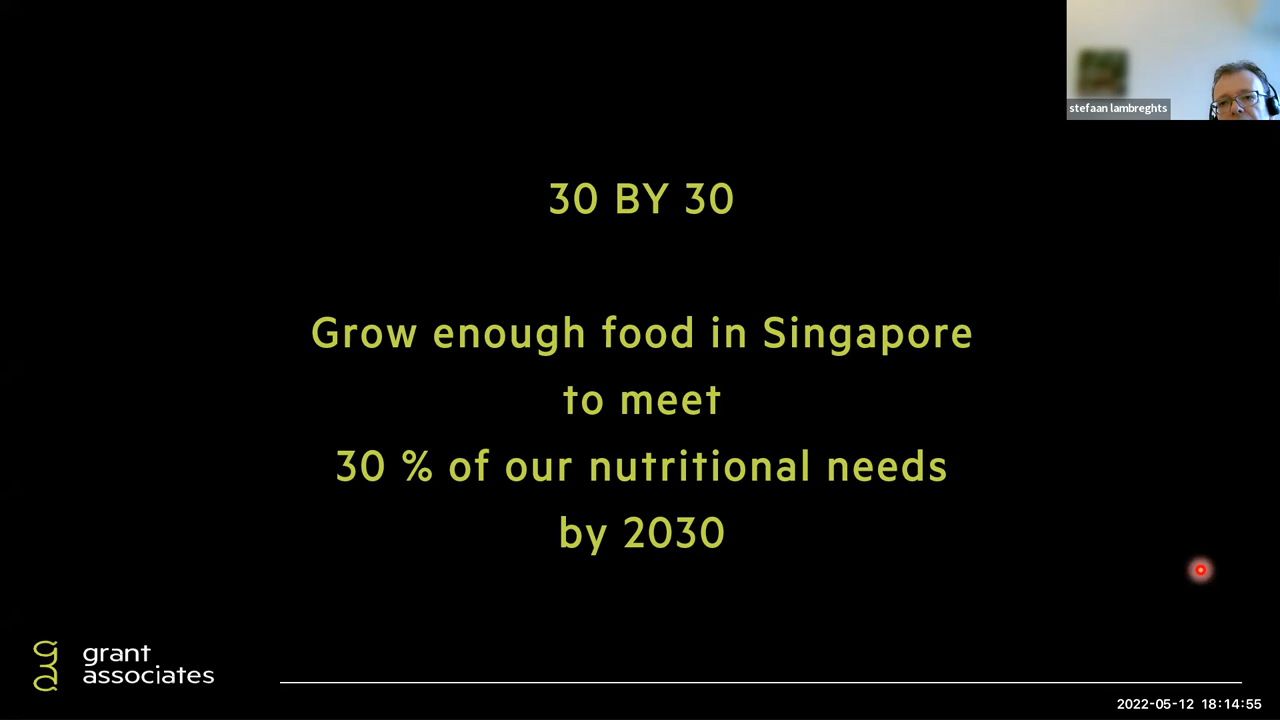 stefaan lambreghts
30 BY 30
Grow enough food in Singapore
to meet
30 % of our nutritional needs
by 2030
grant
associates
2022-05-12 18:14:55